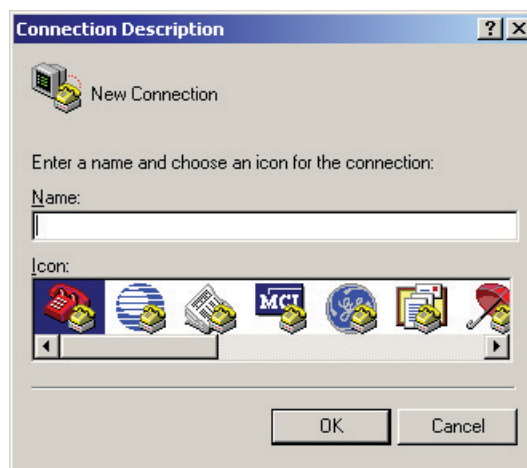 Connection Description
New Connection
Enter a name and choose an icon for the connection:
Name:
Icon:
MCI
OK Cancel